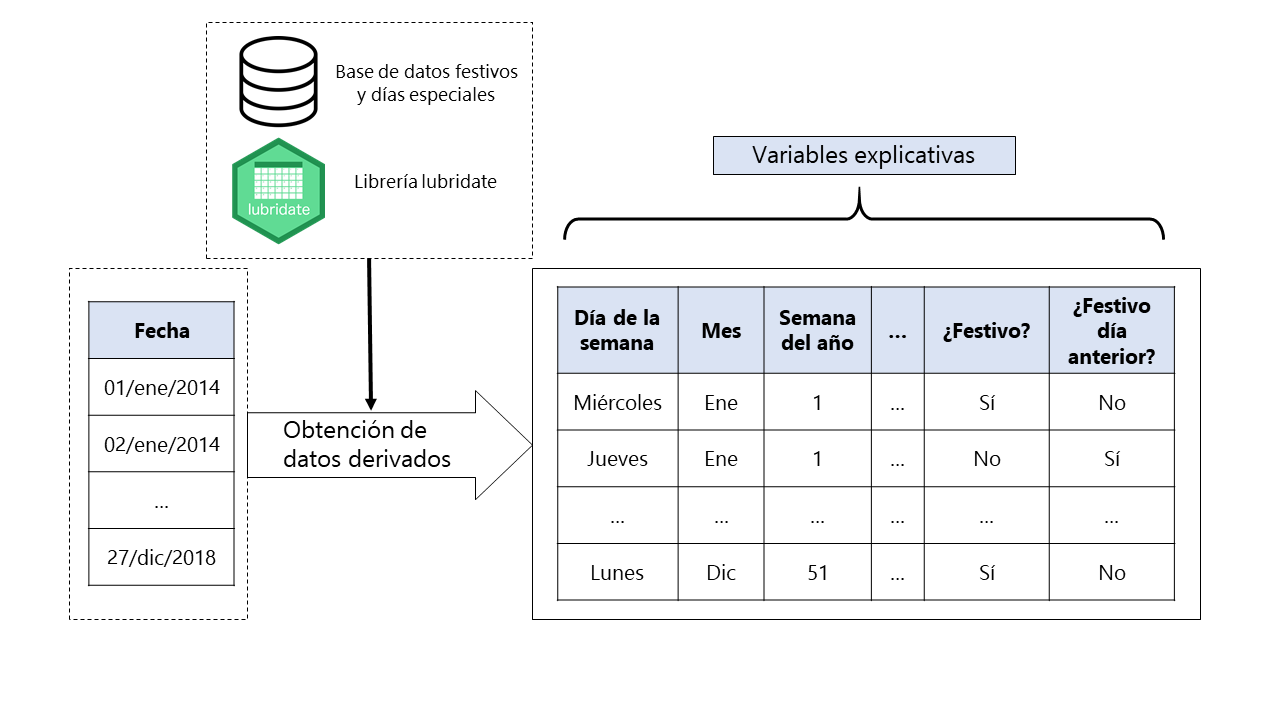 Base de datos festivos
y días especiales
lubridate
Librería lubridate
Variables explicativas
Fecha
01/ene/2014
02/ene/2014
...
27/dic/2018
Obtención de
datos derivados
Día de la
semana
Mes
Semana
del año
...
¿Festivo?
¿Festivo
día
anterior?
Miércoles
Ene
1
...
Sí
No
Jueves
Ene
1
...
No
Sí
...
...
...
...
...
...
Lunes
Dic
51
...
Sí
No